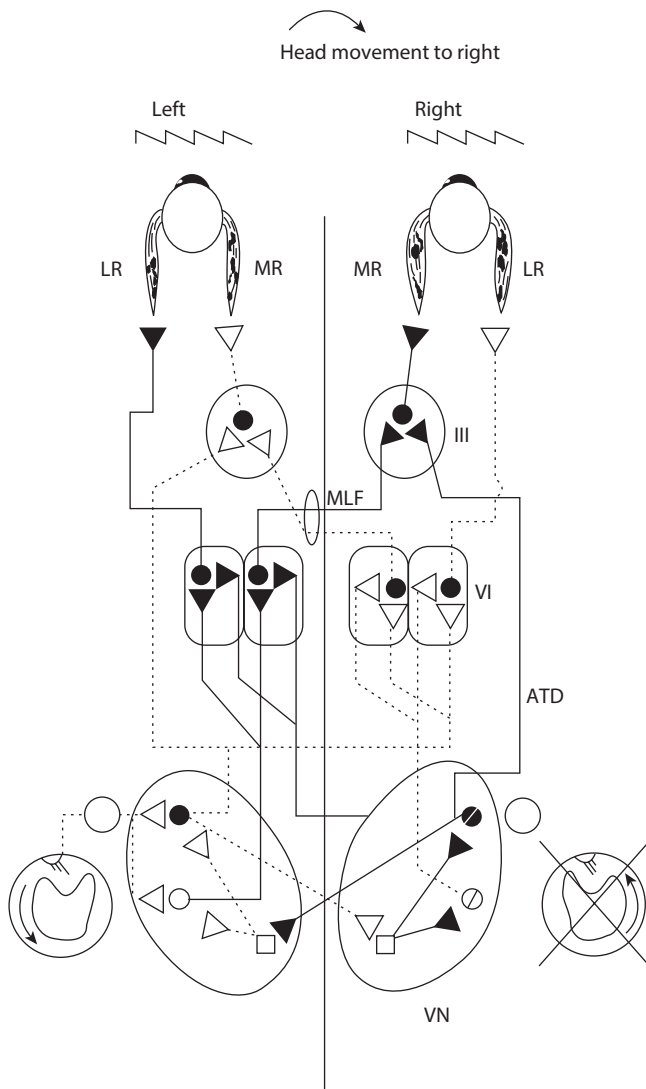 Head movement to right
Left
Right
LR
MR
MR
LR
III
MLF
VI
ATD
VN